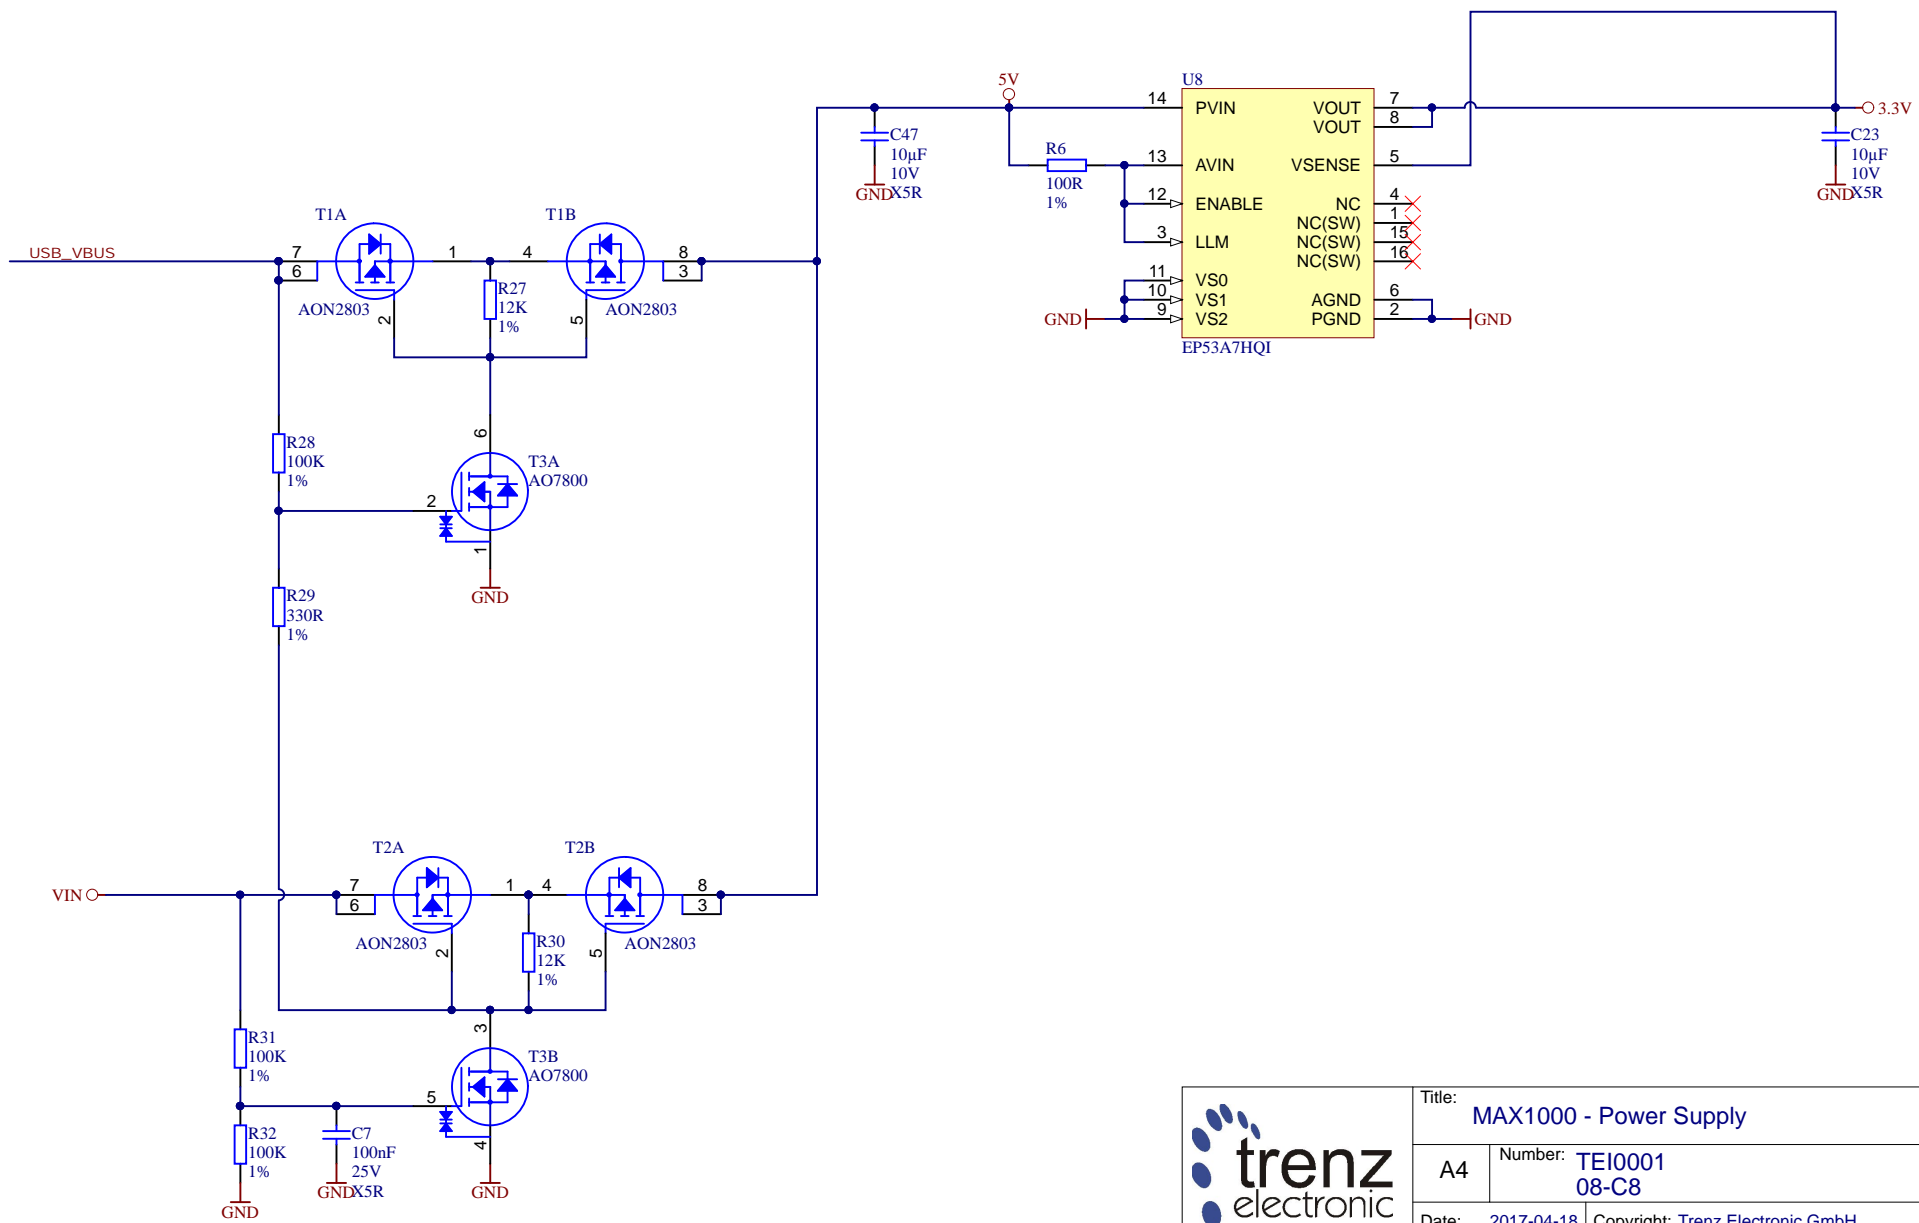 5V
U8
14 PVIN VOUT 7
VOUT 8
3.3V
C47
10µF
10V
X5R
GND
R6
100R
1%
13 AVIN VSENSE 5
12 ENABLE NC 4
NC(SW) 1
3 LLM NC(SW) 15
NC(SW) 16
11 VS0
10 VS1 AGND 6
9 VS2 PGND 2
GND
GND
EP53A7HQI
C23
10µF
10V
X5R
GND
USB_VBUS
T1A
7
6
1
2
AON2803
T1B
4
8
3
5
AON2803
R27
12K
1%
R28
100K
1%
6
T3A
AO7800
2
1
GND
R29
330R
1%
VIN
T2A
7
6
1
2
AON2803
T2B
4
8
3
5
AON2803
R30
12K
1%
R31
100K
1%
3
T3B
AO7800
5
4
GND
R32
100K
1%
GND
C7
100nF
25V
X5R
GND
trenz
electronic
Title:
MAX1000 - Power Supply
A4
Number: TEI0001
08-C8
Date: 2017-04-18 Copyright: Trenz Electronic GmbH